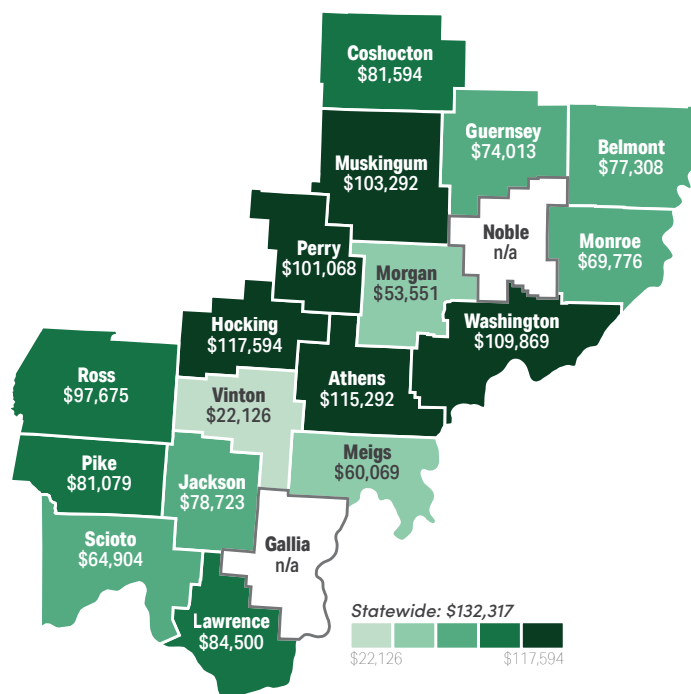 Coshocton
$81,594
Guernsey
$74,013
Belmont
$77,308
Muskingum
$103,292
Noble
n/a
Monroe
$69,776
Perry
$101,068
Morgan
$53,551
Hocking
$117,594
Washington
$109,869
Ross
$97,675
Vinton
$22,126
Athens
$115,292
Pike
$81,079
Jackson
$78,723
Meigs
$60,069
Scioto
$64,904
Gallia
n/a
Lawrence
$84,500
Statewide: $132,317
$22,126
$117,594